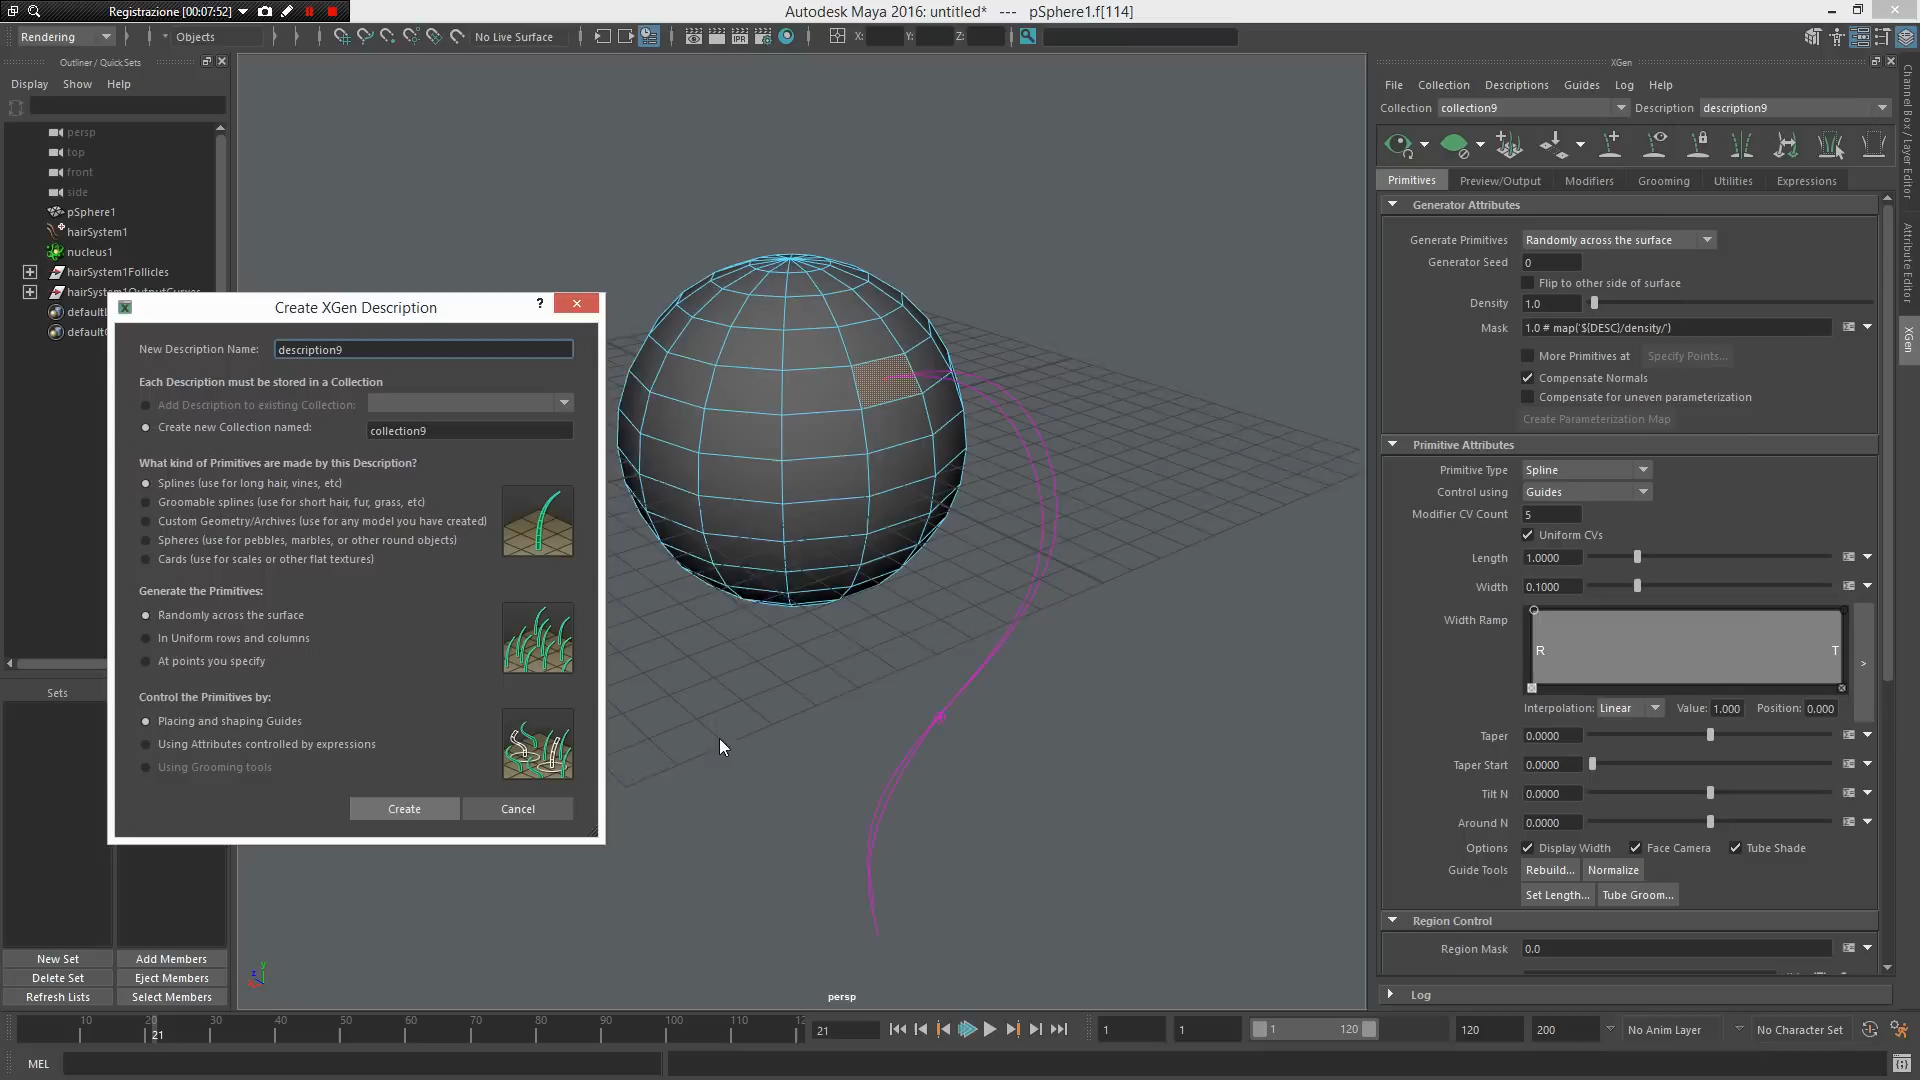 Registrazione [00:07:52]
Autodesk Maya 2016: untitled* --- pSphere1.f[114]
Rendering
Objects
No Live Surface
X:
Y:
Z:
Outliner / Quick Sets
Display Show Help
persp
top
front
side
pSphere1
hairSystem1
nucleus1
hairSystem1Follicles
Sets
New Set
Add Members
Delete Set
Eject Members
Refresh Lists
Select Members
Create XGen Description
?
New Description Name:
description9
Each Description must be stored in a Collection
Add Description to existing Collection:
Create new Collection named:
collection9
What kind of Primitives are made by this Description?
Splines (use for long hair, vines, etc)
Groomable splines (use for short hair, fur, grass, etc)
Custom Geometry/Archives (use for any model you have created)
Spheres (use for pebbles, marbles, or other round objects)
Cards (use for scales or other flat textures)
Generate the Primitives:
Randomly across the surface
In Uniform rows and columns
At points you specify
Control the Primitives by:
Placing and shaping Guides
Using Attributes controlled by expressions
Using Grooming tools
Create
Cancel
persp
XGen
File Collection Descriptions Guides Log Help
Collection collection9 Description description9
Primitives Preview/Output Modifiers Grooming Utilities Expressions
Generator Attributes
Generate Primitives Randomly across the surface
Generator Seed 0
Flip to other side of surface
Density 1.0
Mask 1.0 # map('${DESC}/density/')
More Primitives at Specify Points...
Compensate Normals
Compensate for uneven parameterization
Create Parameterization Map
Primitive Attributes
Primitive Type Spline
Control using Guides
Modifier CV Count 5
Uniform CVs
Length 1.0000
Width 0.1000
Width Ramp
R T
Interpolation: Linear Value: 1.000 Position: 0.000
Taper 0.0000
Taper Start 0.0000
Tilt N 0.0000
Around N 0.0000
Options Display Width Face Camera Tube Shade
Guide Tools Rebuild... Normalize
Set Length... Tube Groom...
Region Control
Region Mask 0.0
Log
Channel Box / Layer Editor
Attribute Editor
XGen
10 20 30 40 50 60 70 80 90 100 110
21
21
1
1
1 120
120
200
No Anim Layer
No Character Set
MEL